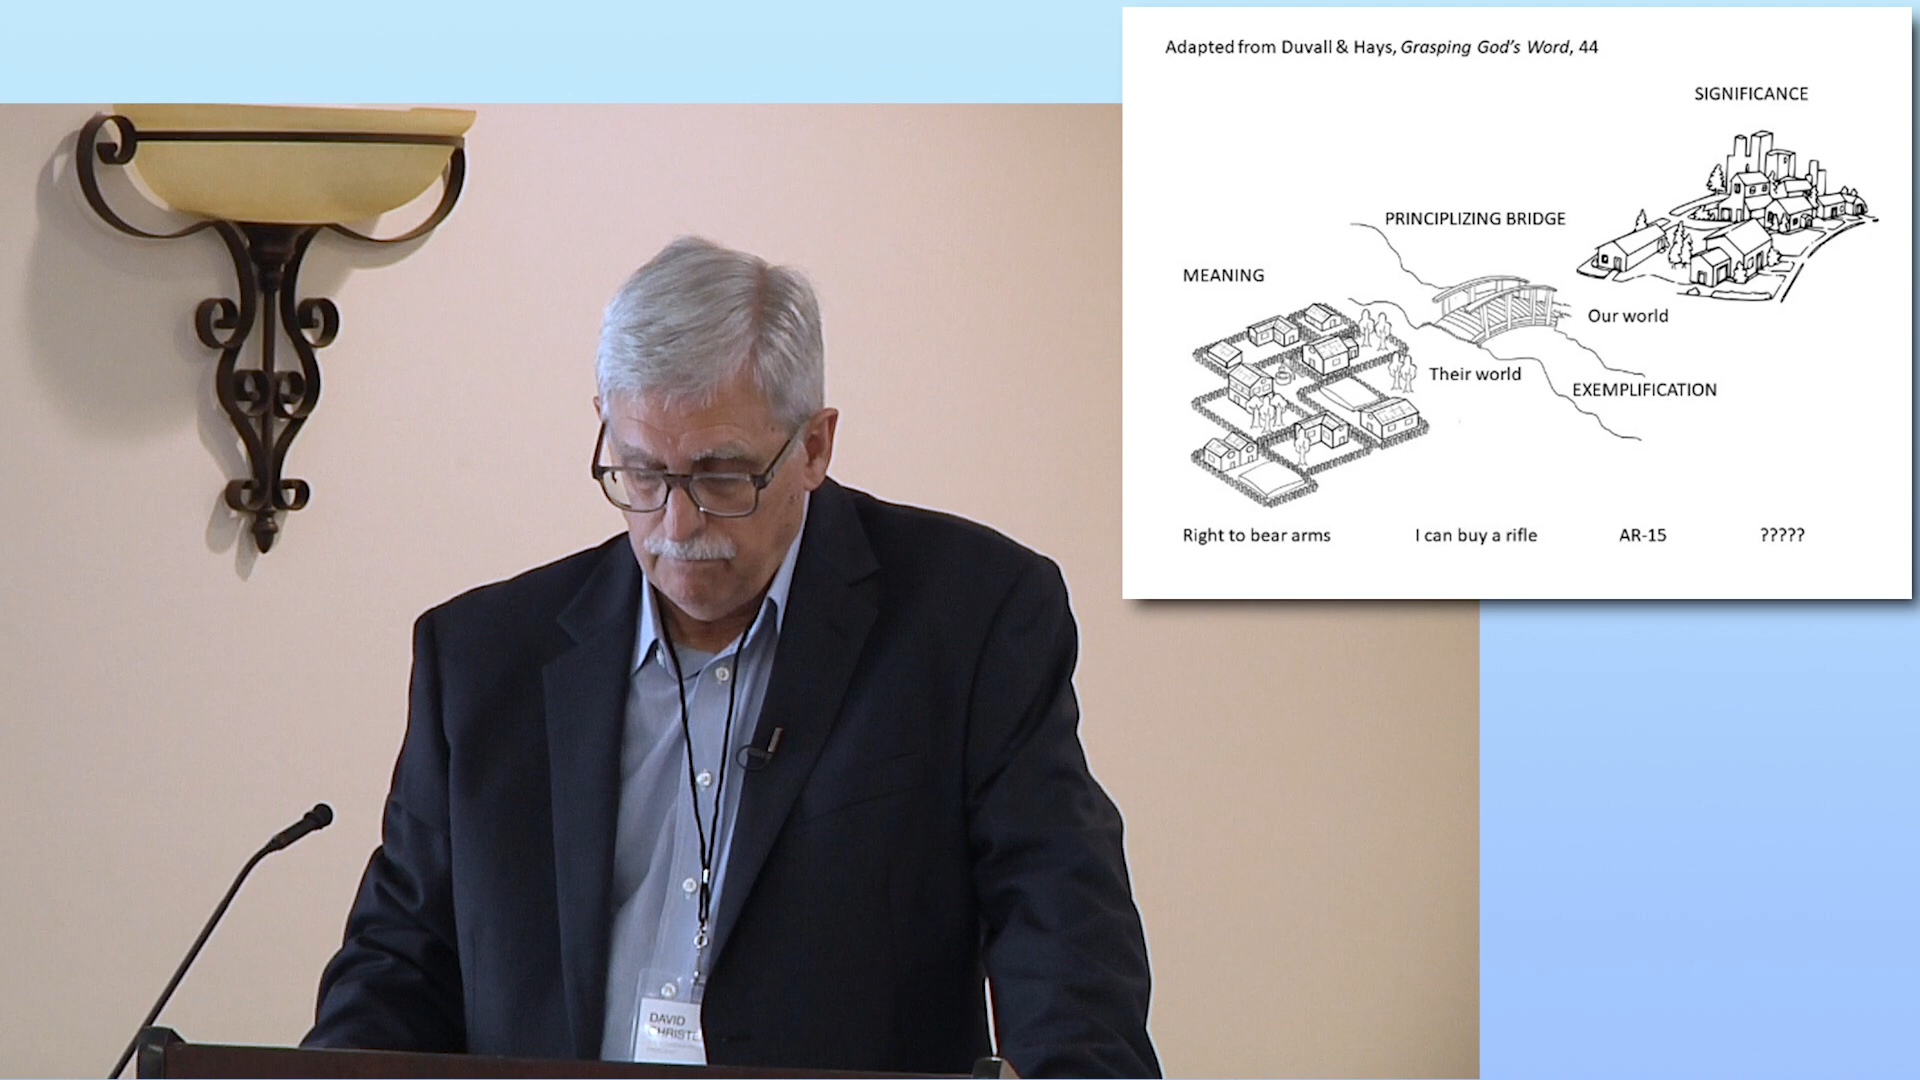 Adapted from Duvall & Hays, Grasping God's Word, 44
SIGNIFICANCE
PRINCIPLIZING BRIDGE
MEANING
Our world
Their world
EXEMPLIFICATION
Right to bear arms I can buy a rifle AR-15 ?????
DAVID